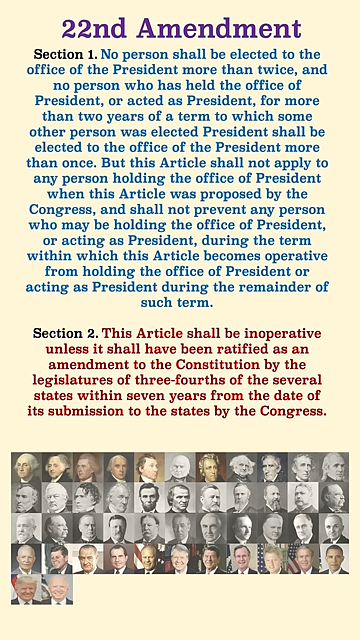 22nd Amendment
Section 1. No person shall be elected to the
office of the President more than twice, and
no person who has held the office of
President, or acted as President, for more
than two years of a term to which some
other person was elected President shall be
elected to the office of the President more
than once. But this Article shall not apply to
any person holding the office of President
when this Article was proposed by the
Congress, and shall not prevent any person
who may be holding the office of President,
or acting as President, during the term
within which this Article becomes operative
from holding the office of President or
acting as President during the remainder of
such term.
Section 2. This Article shall be inoperative
unless it shall have been ratified as an
amendment to the Constitution by the
legislatures of three-fourths of the several
states within seven years from the date of
its submission to the states by the Congress.